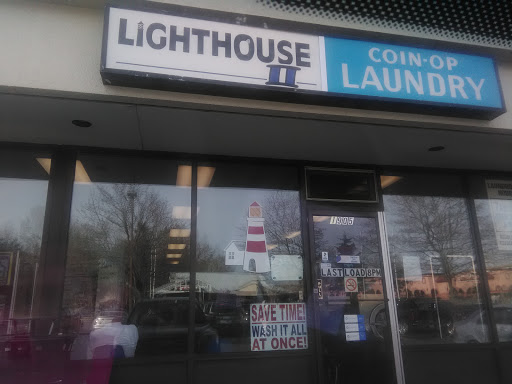 LIGHTHOUSE
II
COIN-OP
LAUNDRY
LAST LOAD 8PM
SAVE TIME!
WASH IT ALL
AT ONCE!